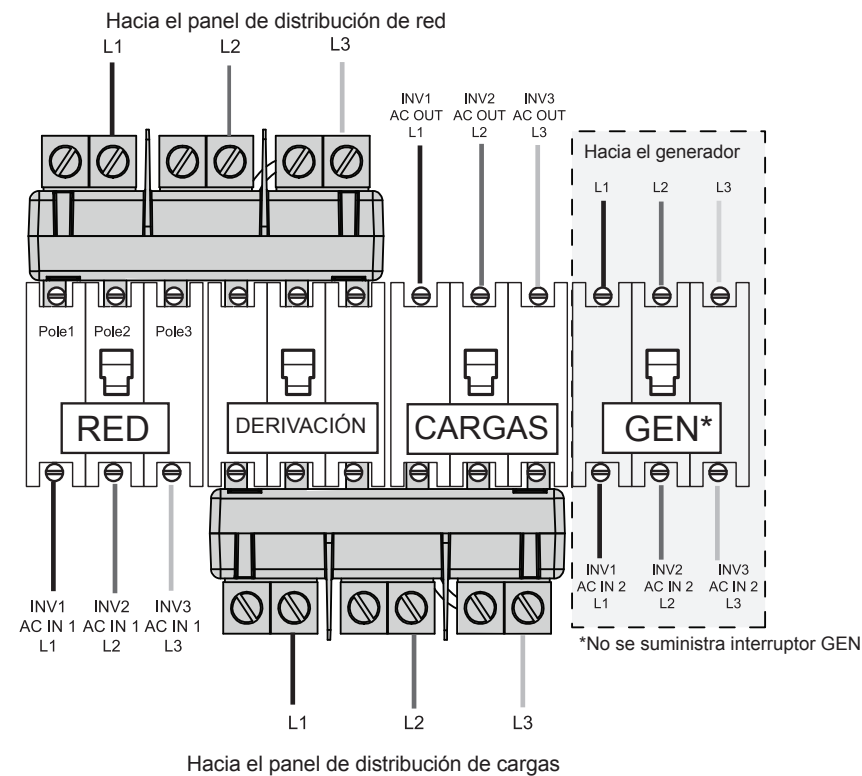 Hacia el panel de distribución de red
L1
L2
L3
INV1
AC OUT
L1
INV2
AC OUT
L2
INV3
AC OUT
L3
Hacia el generador
L1
L2
L3
Pole1
Pole2
Pole3
RED
DERIVACIÓN
CARGAS
GEN*
INV1
AC IN 1
L1
INV2
AC IN 1
L2
INV3
AC IN 1
L3
INV1
AC IN 2
L1
INV2
AC IN 2
L2
INV3
AC IN 2
L3
*No se suministra interruptor GEN
L1
L2
L3
Hacia el panel de distribución de cargas